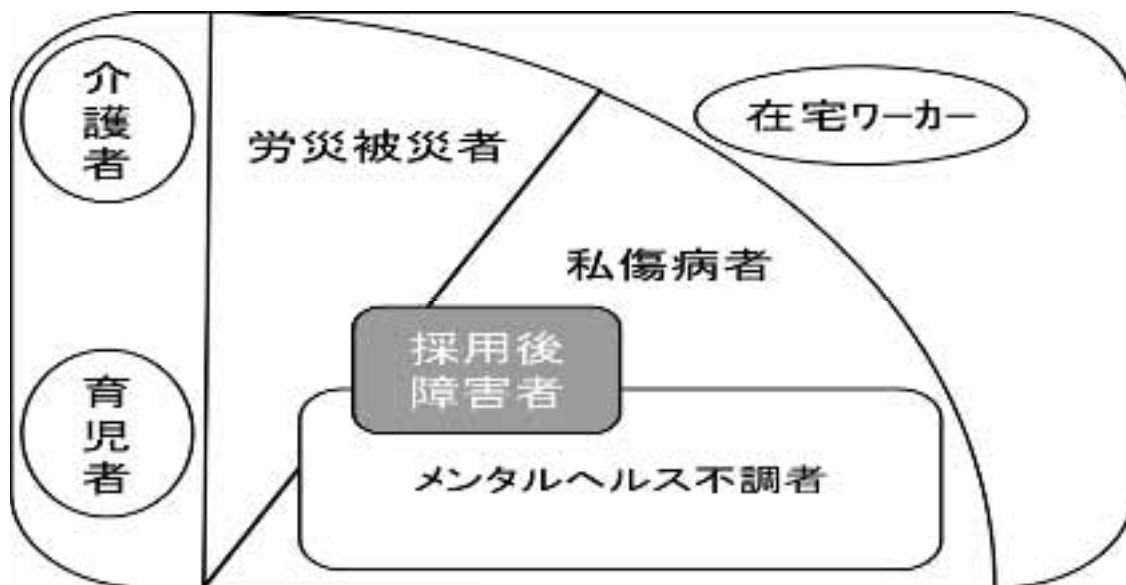 介護者
労災被災者
在宅ワーカー
私傷病者
採用後
障害者
育児者
メンタルヘルス不調者